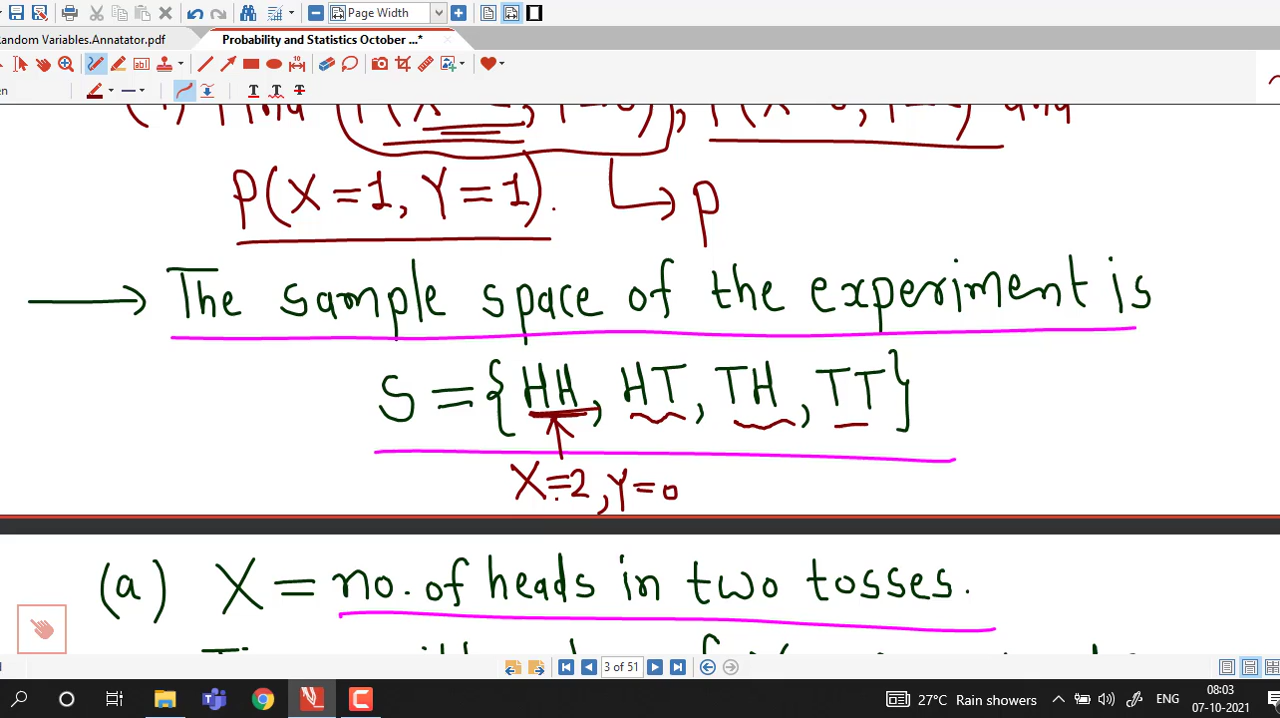 Page Width
andom Variables.Annatator.pdf
Probability and Statistics October ...*
P(X=1, Y=1). → P
→ The sample space of the experiment is
S={HH, HT, TH, TT}
X=2, Y=0
(a) X = no. of heads in two tosses.
3 of 51
27°C Rain showers ENG 08:03
07-10-2021